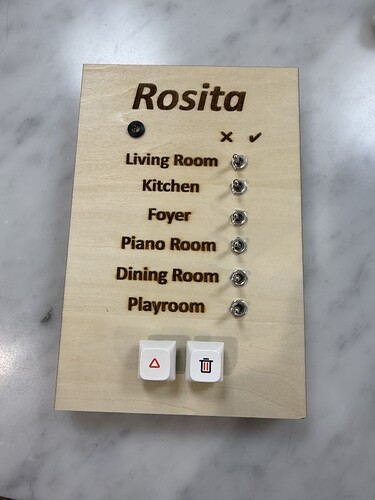 Rosita
Living Room
Kitchen
Foyer
Piano Room
Dining Room
Playroom